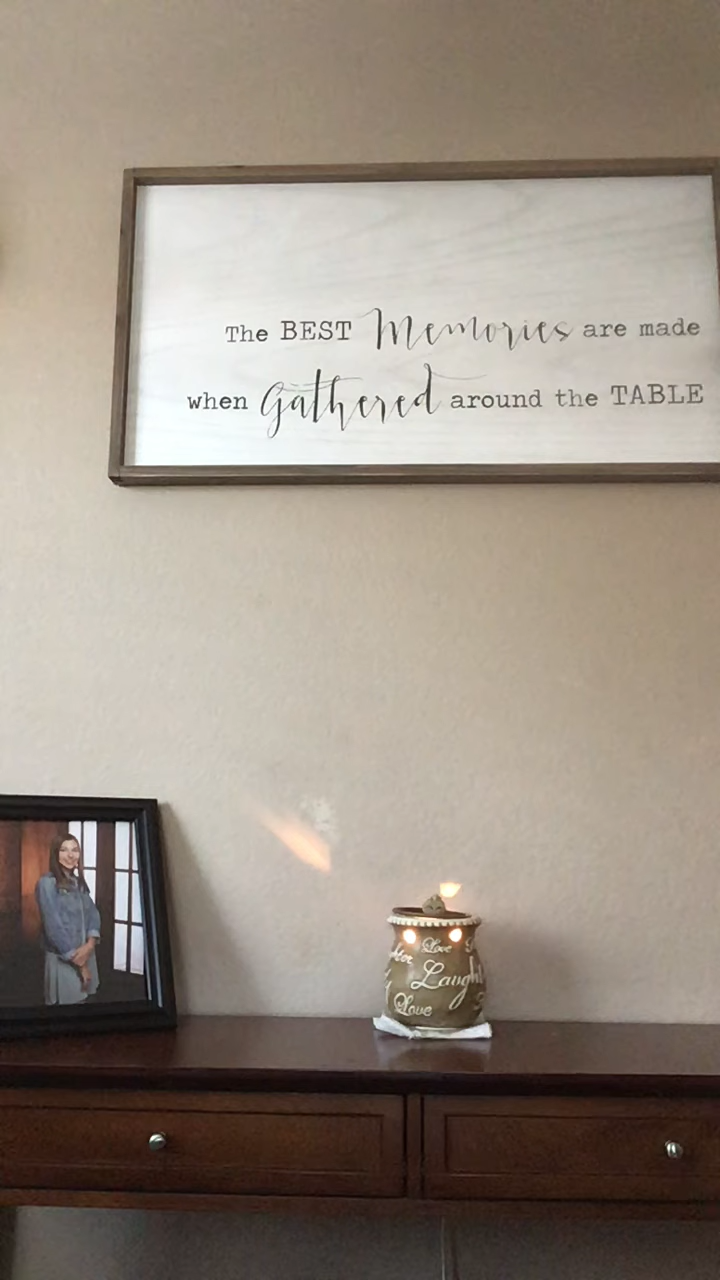 The BEST Memories are made
when Gathered around the TABLE
Love
Laugh
Love